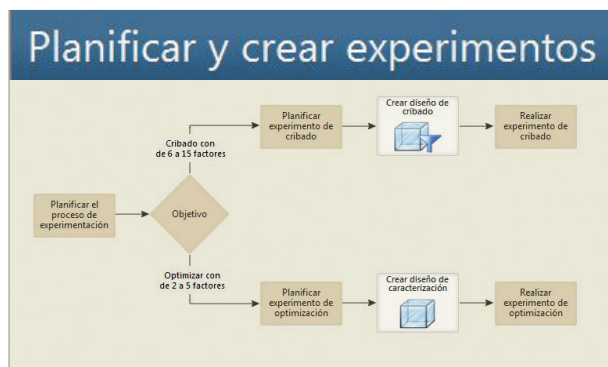 Planificar y crear experimentos
Planificar
experimento de
cribado
Crear diseño de
cribado
Realizar
experimento de
cribado
Cribado con
de 6 a 15 factores
Planificar el
proceso de
experimentación
Objetivo
Optimizar con
de 2 a 5 factores
Planificar
experimento de
optimización
Crear diseño de
caracterización
Realizar
experimento de
optimización